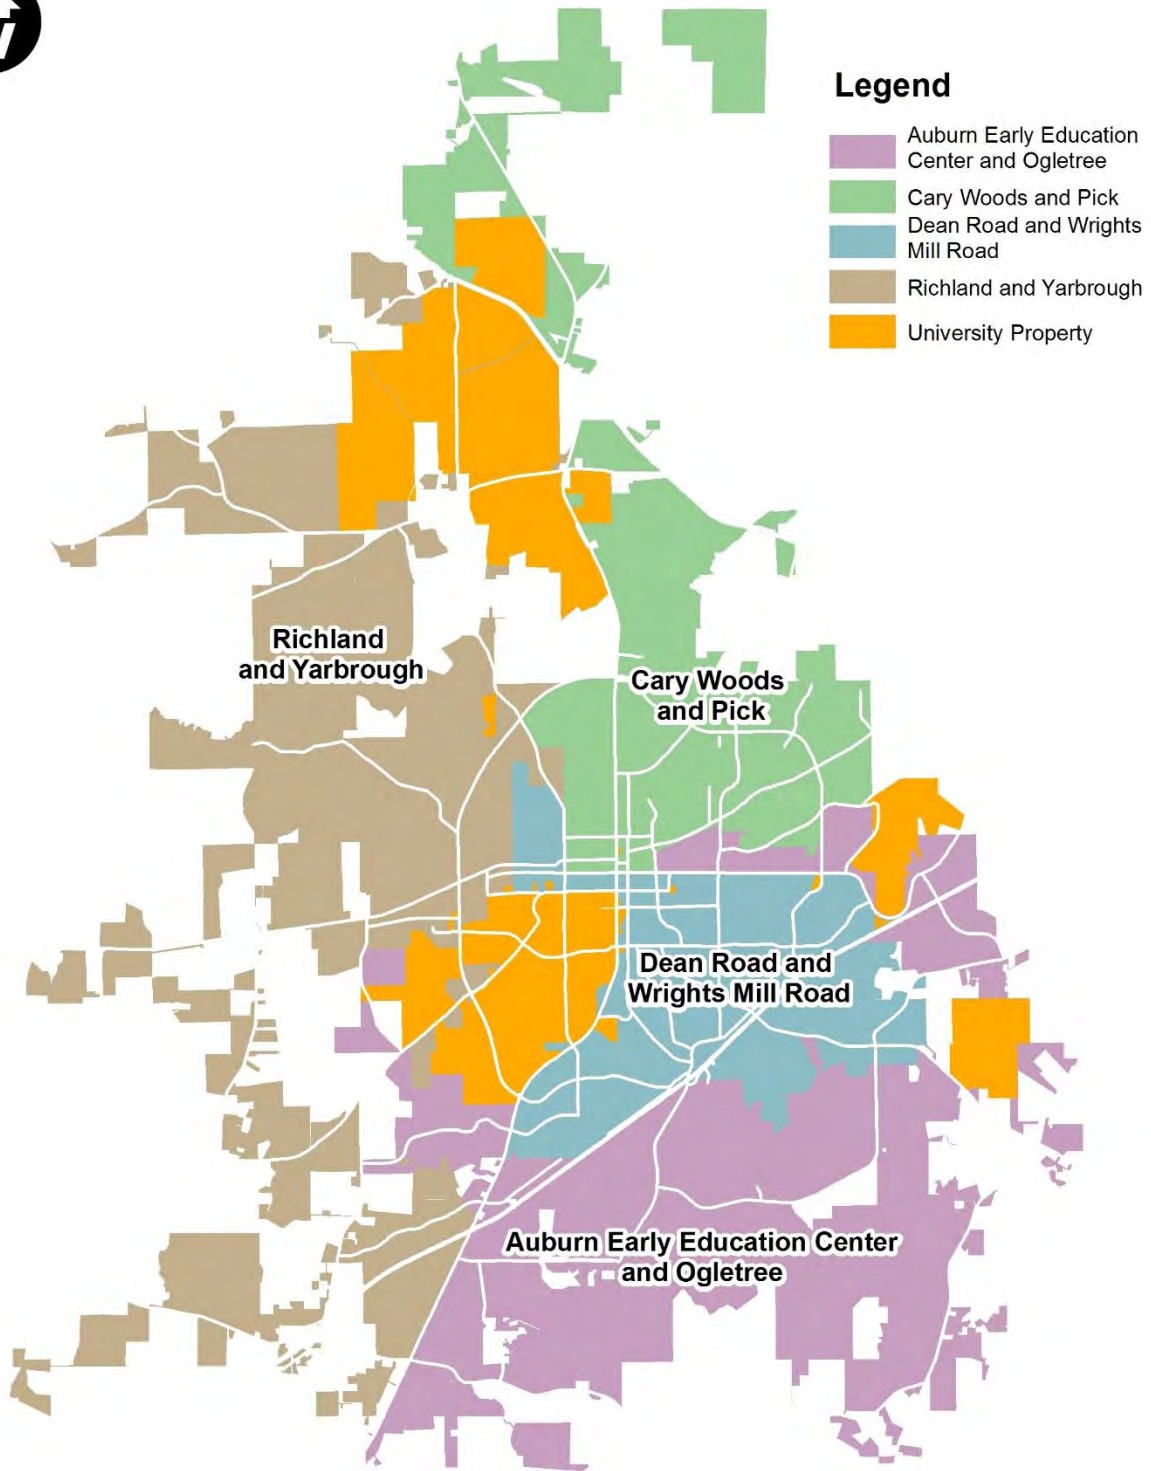 Legend
Auburn Early Education
Center and Ogletree
Cary Woods and Pick
Dean Road and Wrights
Mill Road
Richland and Yarbrough
University Property
Richland
and Yarbrough
Cary Woods
and Pick
Dean Road and
Wrights Mill Road
Auburn Early Education Center
and Ogletree